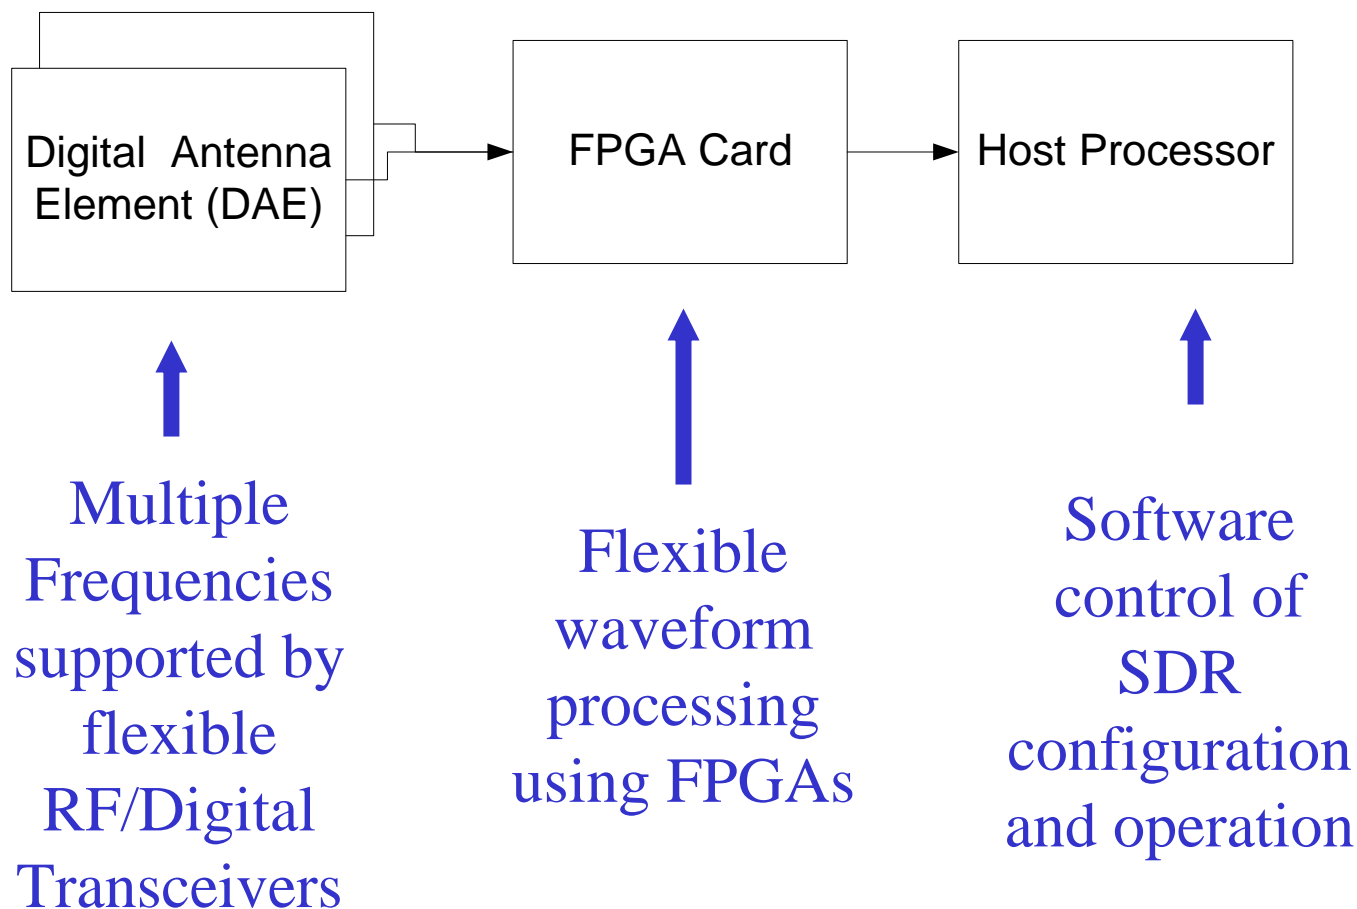 Digital Antenna
Element (DAE)
FPGA Card
Host Processor
Multiple
Frequencies
supported by
flexible
RF/Digital
Transceivers
Flexible
waveform
processing
using FPGAs
Software
control of
SDR
configuration
and operation